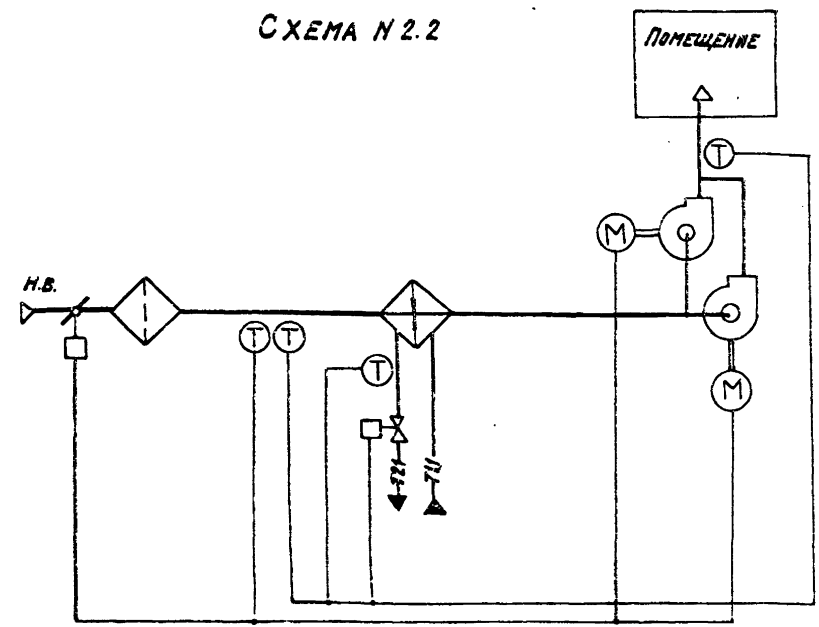 Схема N 2.2
Помещение
Н.В.
Т
М
М
Т
Т
Т
Т21
Т11